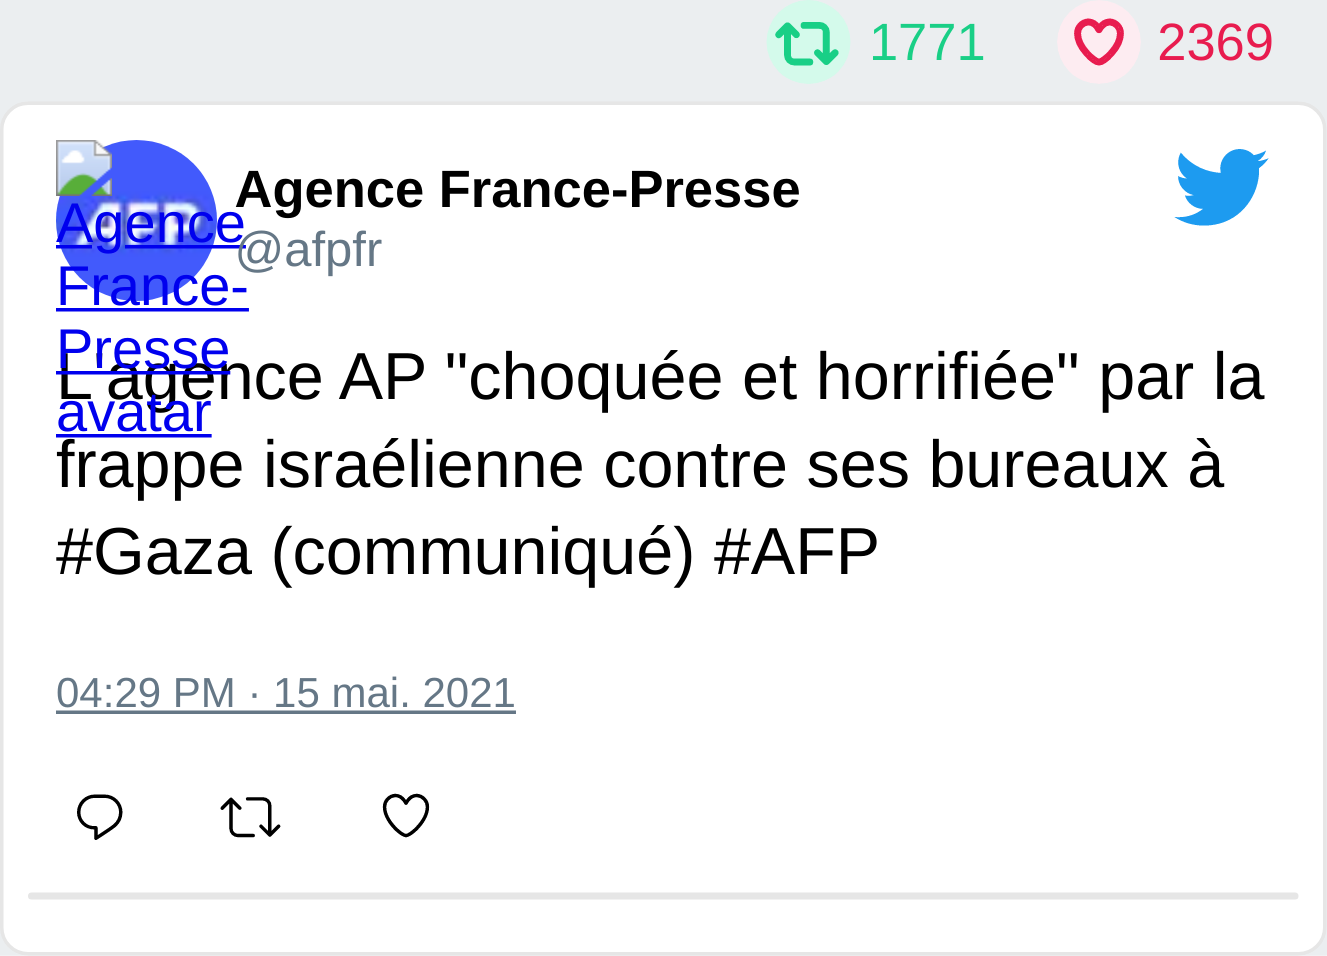 1771 2369
Agence France-Presse
@afpfr
AFP
Agence
France-
Presse
avatar
L'agence AP "choquée et horrifiée" par la
frappe israélienne contre ses bureaux à
#Gaza (communiqué) #AFP
04:29 PM · 15 mai. 2021